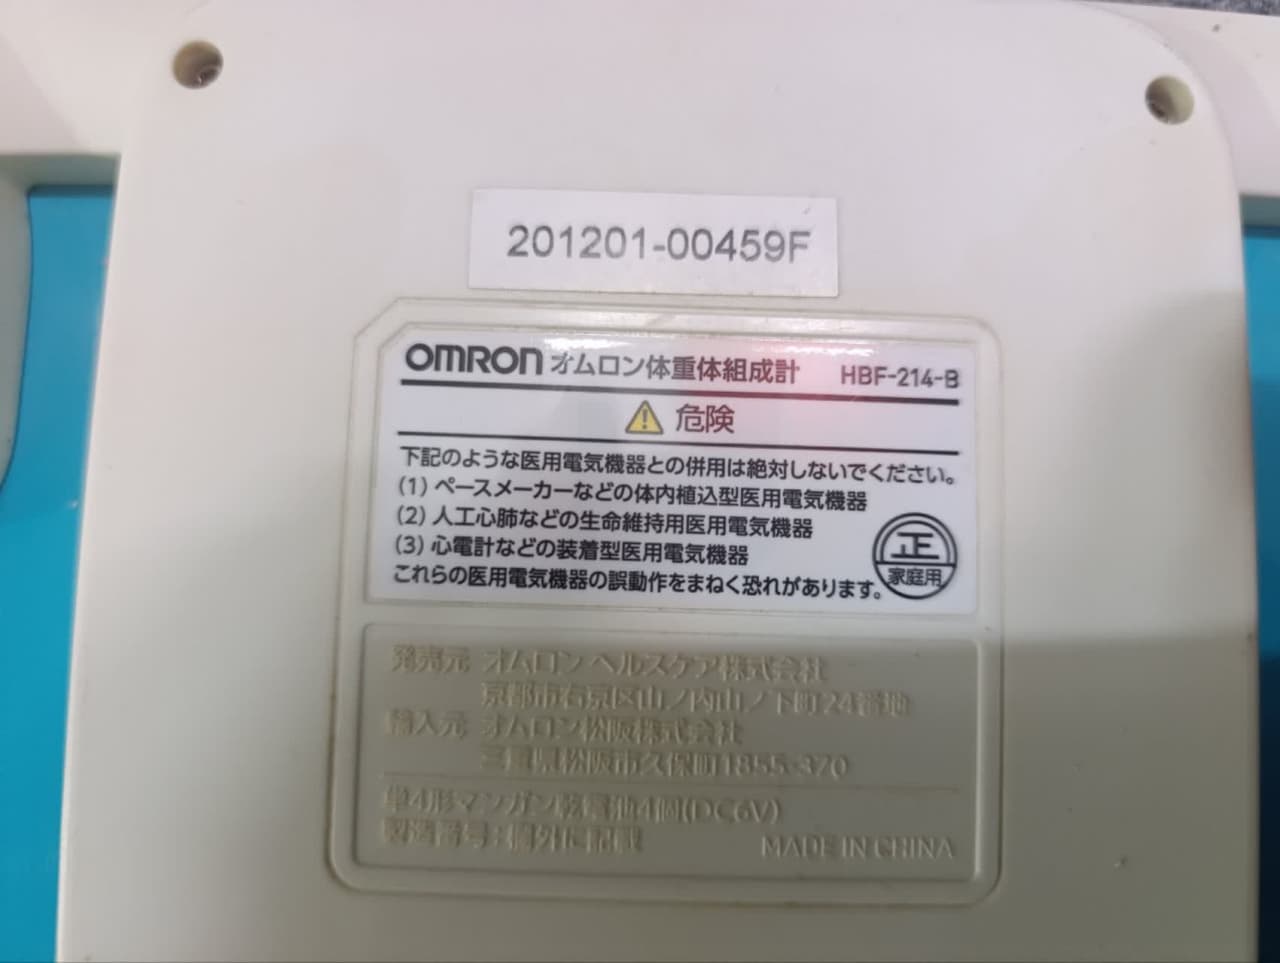 201201-00459F
OMRON オムロン体重体組成計 HBF-214-B
危険
下記のような医用電気機器との併用は絶対しないでください。
(1) ペースメーカーなどの体内植込型医用電気機器
(2) 人工心肺などの生命維持用医用電気機器
(3) 心電計などの装着型医用電気機器
これらの医用電気機器の誤動作をまねく恐れがあります。
正
家庭用
発売元 オムロン ヘルスケア株式会社
京都市右京区山ノ内山ノ下町24番地
輸入元 オムロン松阪株式会社
三重県松阪市久保町1855-370
単4形マンガン乾電池4個(DC6V)
製造番号:欄外に記載
MADE IN CHINA